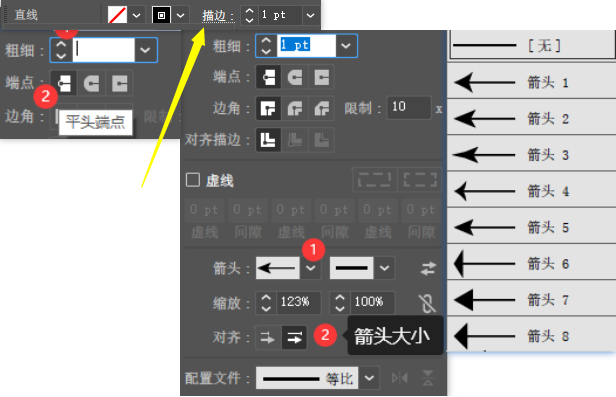 直线
描边：
1 pt
粗细：
端点：
2
平头端点
边角：
限制
粗细：
1 pt
端点：
边角：
限制： 10 x
对齐描边：
虚线
0 pt 0 pt 0 pt 0 pt 0 pt 0 pt
虚线 间隙 虚线 间隙 虚线 间隙
1
箭头：
缩放： 123% 100%
对齐： 2 箭头大小
配置文件： 等比
[无]
箭头 1
箭头 2
箭头 3
箭头 4
箭头 5
箭头 6
箭头 7
箭头 8